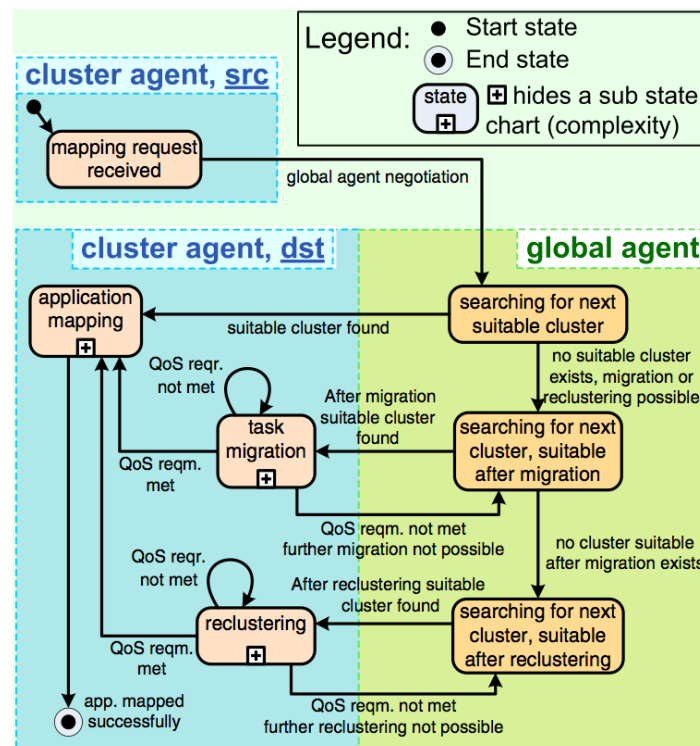 Legend:
Start state
End state
state
hides a sub state
chart (complexity)
cluster agent, src
mapping request
received
global agent negotiation
cluster agent, dst
global agent
application
mapping
suitable cluster found
searching for next
suitable cluster
no suitable cluster
exists, migration or
reclustering possible
QoS reqr.
not met
After migration
suitable cluster
found
task
migration
searching for next
cluster, suitable
after migration
QoS reqm.
met
QoS reqm. not met
further migration not possible
no cluster suitable
after migration exists
QoS reqr.
not met
After reclustering suitable
cluster found
reclustering
searching for next
cluster, suitable
after reclustering
QoS reqm.
met
QoS reqm. not met
further reclustering not possible
app. mapped
successfully